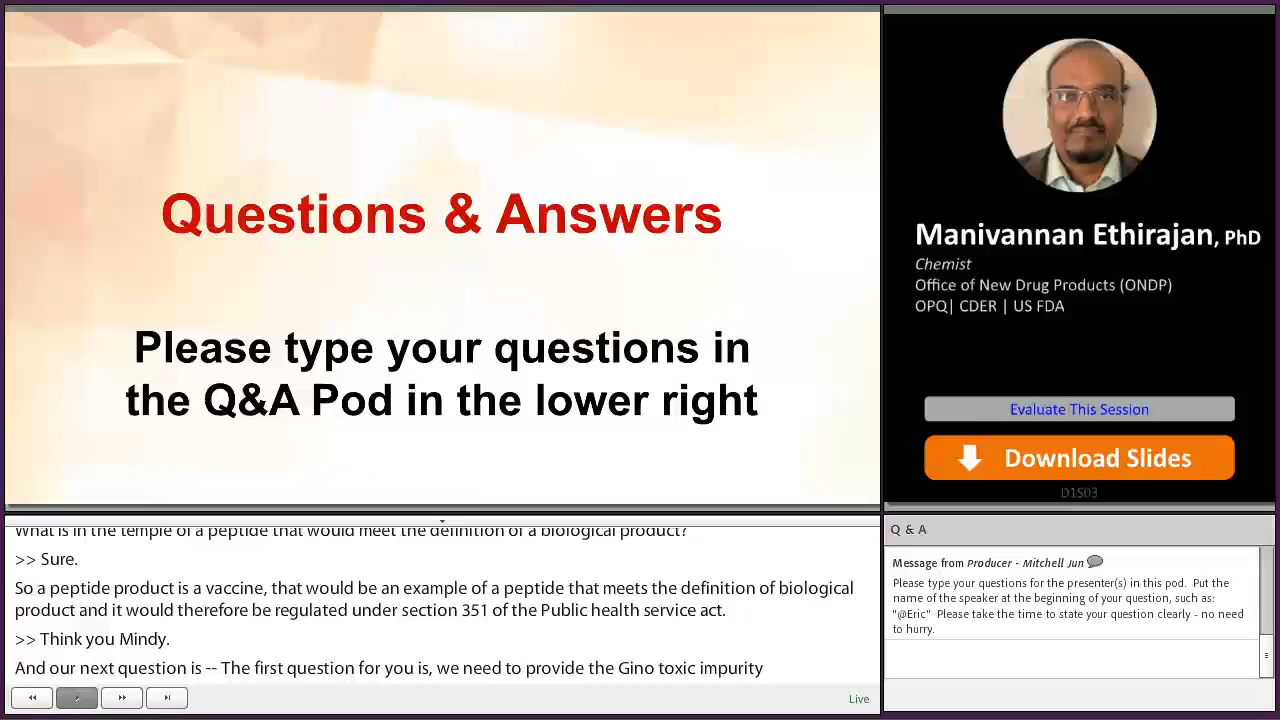 Questions & Answers
Please type your questions in
the Q&A Pod in the lower right
Manivannan Ethirajan, PhD
Chemist
Office of New Drug Products (ONDP)
OPQ| CDER | US FDA
Evaluate This Session
Download Slides
D1S03
What is in the temple of a peptide that would meet the definition of a biological product?
>> Sure.
So a peptide product is a vaccine, that would be an example of a peptide that meets the definition of biological
product and it would therefore be regulated under section 351 of the Public health service act.
>> Think you Mindy.
And our next question is -- The first question for you is, we need to provide the Gino toxic impurity
Live
Q & A
Message from Producer - Mitchell Jun
Please type your questions for the presenter(s) in this pod. Put the
name of the speaker at the beginning of your question, such as:
"@Eric" Please take the time to state your question clearly - no need
to hurry.